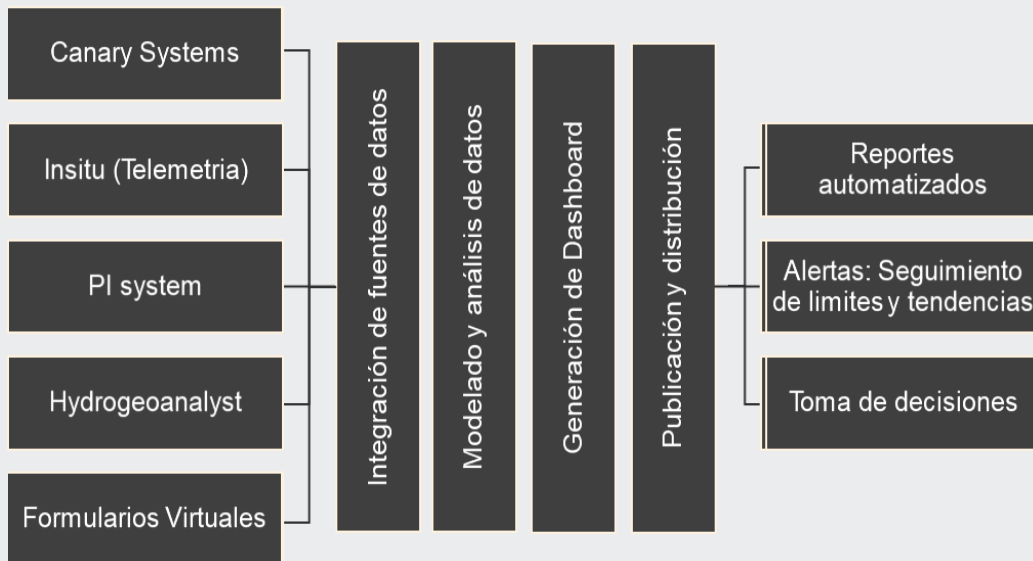 Canary Systems
Insitu (Telemetria)
PI system
Hydrogeoanalyst
Formularios Virtuales
Integración de fuentes de datos
Modelado y análisis de datos
Generación de Dashboard
Publicación y distribución
Reportes
automatizados
Alertas: Seguimiento
de limites y tendencias
Toma de decisiones